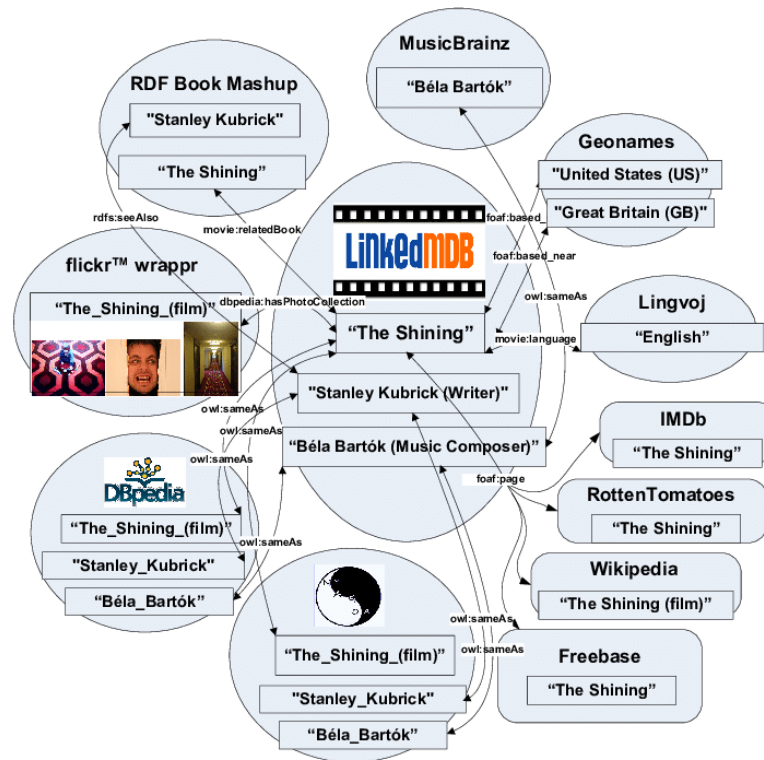 MusicBrainz
“Béla Bartók”
RDF Book Mashup
"Stanley Kubrick"
“The Shining”
Geonames
"United States (US)”
"Great Britain (GB)"
rdfs:seeAlso
movie:relatedBook
foaf:based_
foaf:based_near
LinkedMDB
owl:sameAs
flickr™ wrappr
“The_Shining_(film)”
dbpedia:hasPhotoCollection
Lingvoj
“English”
“The Shining”
movie:language
"Stanley Kubrick (Writer)"
“Béla Bartók (Music Composer)”
owl:sameAs
owl:sameAs
owl:sameAs
owl:sameAs
foaf:page
IMDb
“The Shining”
RottenTomatoes
“The Shining”
Wikipedia
“The Shining (film)”
Freebase
“The Shining”
DBpedia
“The_Shining_(film)”
"Stanley_Kubrick"
“Béla_Bartók”
owl:sameAs
owl:sameAs
“The_Shining_(film)”
"Stanley_Kubrick"
“Béla_Bartók”